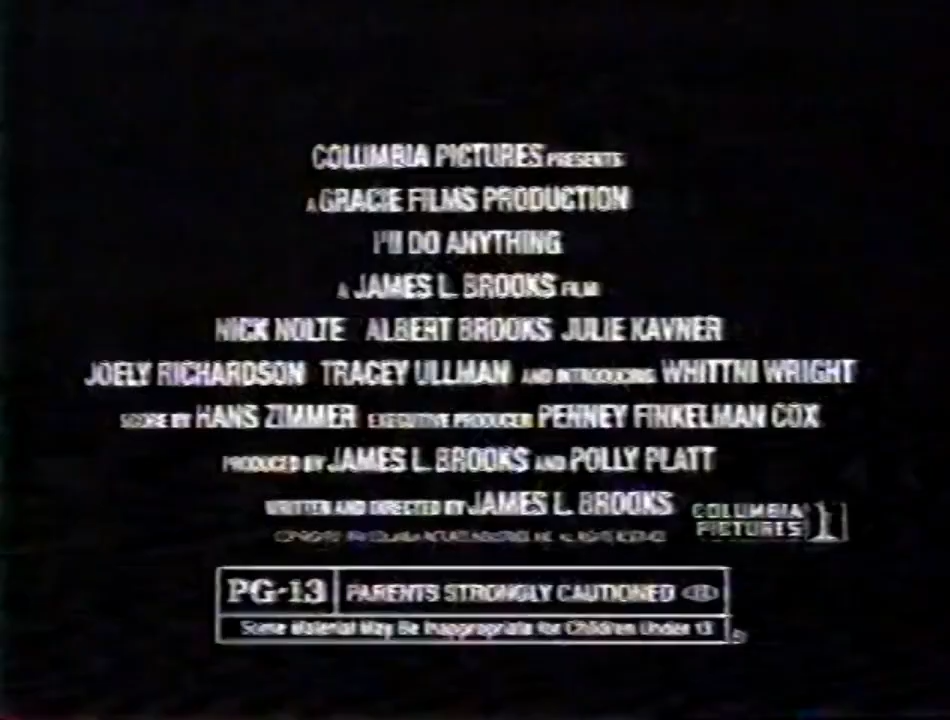 COLUMBIA PICTURES PRESENTS
A GRACIE FILMS PRODUCTION
I'll DO ANYTHING
A JAMES L. BROOKS FILM
NICK NOLTE ALBERT BROOKS JULIE KAVNER
JOELY RICHARDSON TRACEY ULLMAN AND INTRODUCING WHITTNI WRIGHT
SCORE BY HANS ZIMMER EXECUTIVE PRODUCER PENNEY FINKELMAN COX
PRODUCED BY JAMES L. BROOKS AND POLLY PLATT
WRITTEN AND DIRECTED BY JAMES L. BROOKS
COLUMBIA
PICTURES
PG-13 PARENTS STRONGLY CAUTIONED
Some Material May Be Inappropriate for Children Under 13